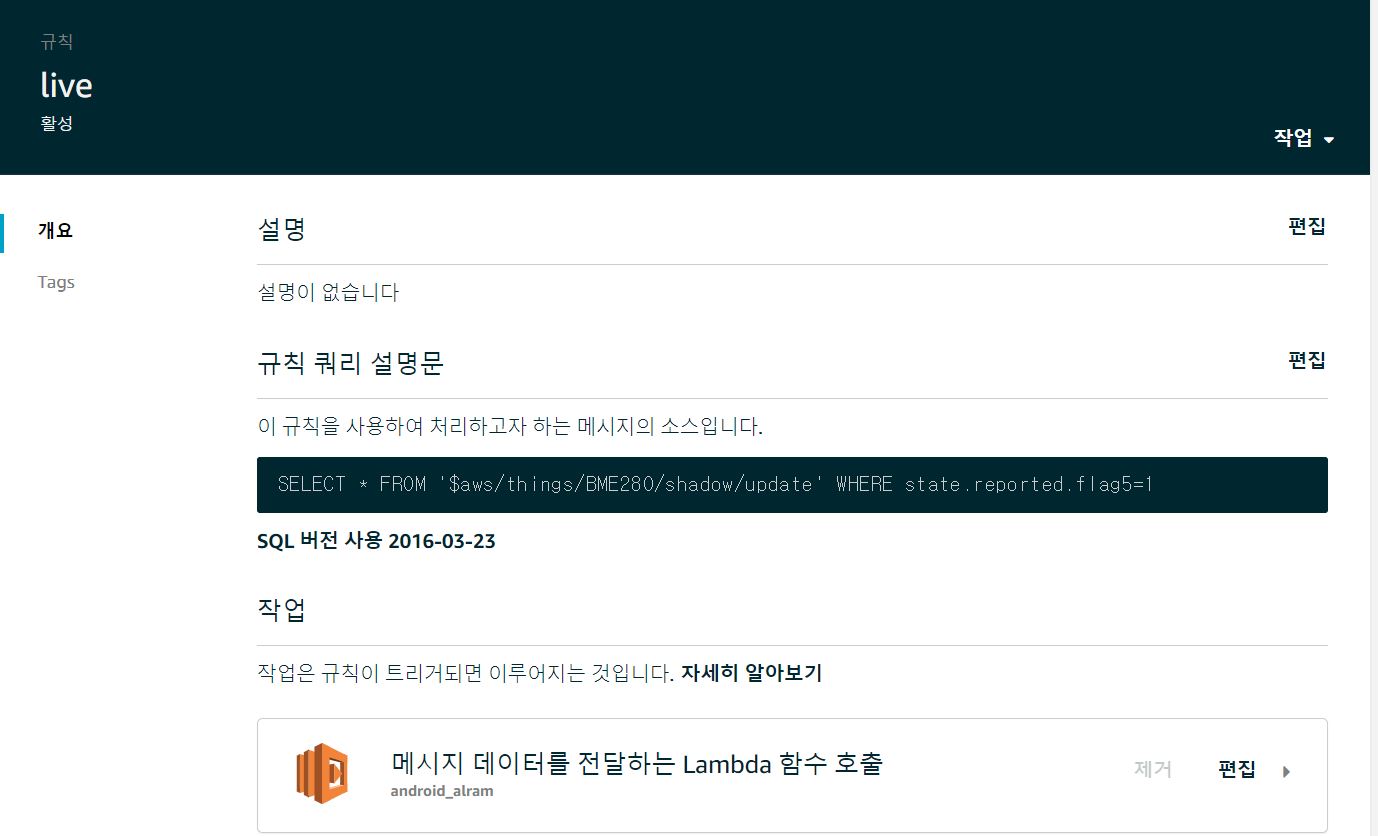 규칙
live
활성
작업
개요
Tags
설명
편집
설명이 없습니다
규칙 쿼리 설명문
편집
이 규칙을 사용하여 처리하고자 하는 메시지의 소스입니다.
SELECT * FROM '$aws/things/BME280/shadow/update' WHERE state.reported.flag5=1
SQL 버전 사용 2016-03-23
작업
작업은 규칙이 트리거되면 이루어지는 것입니다. 자세히 알아보기
메시지 데이터를 전달하는 Lambda 함수 호출
android_alram
제거
편집